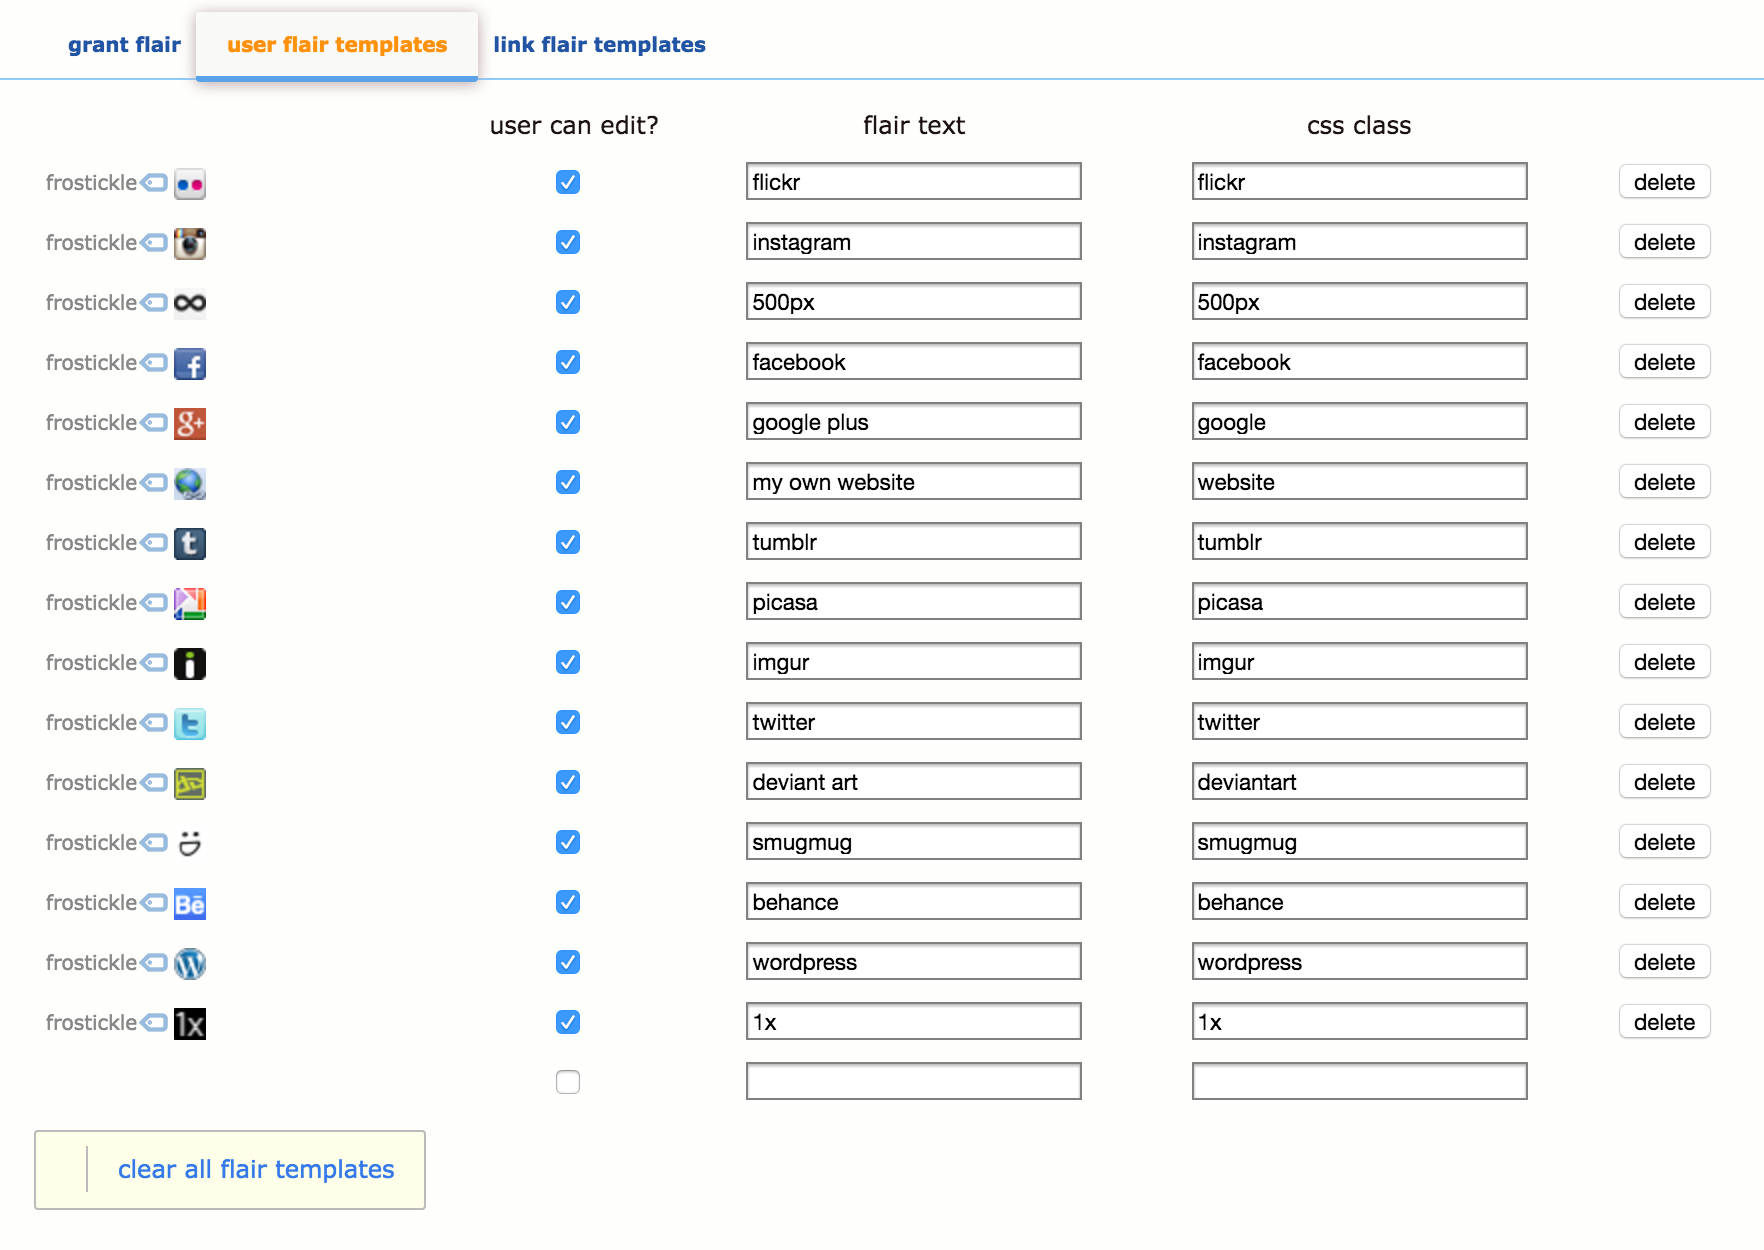 grant flair user flair templates link flair templates
user can edit? flair text css class
frostickle flickr flickr delete
frostickle instagram instagram delete
frostickle 500px 500px delete
frostickle f facebook facebook delete
frostickle g+ google plus google delete
frostickle my own website website delete
frostickle t tumblr tumblr delete
frostickle picasa picasa delete
frostickle i imgur imgur delete
frostickle t twitter twitter delete
frostickle deviant art deviantart delete
frostickle smugmug smugmug delete
frostickle Bē behance behance delete
frostickle W wordpress wordpress delete
frostickle 1x 1x 1x delete
clear all flair templates